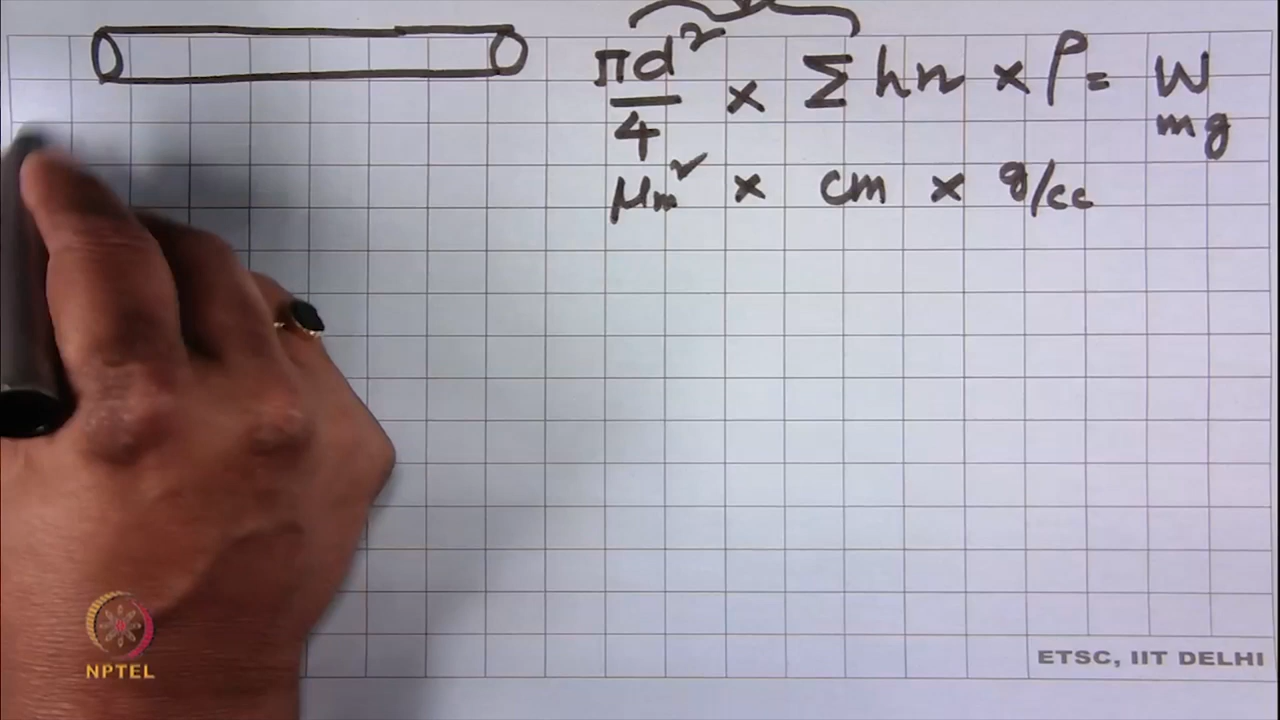 πd²/4 × Σhn × ρ = W
mg
μm² × cm × g/cc
NPTEL
ETSC, IIT DELHI